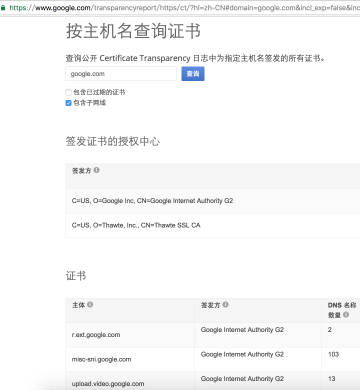 https://www.google.com/transparencyreport/https/ct/?hl=zh-CN#domain=google.com&incl_exp=false&inc
按主机名查询证书
查询公开 Certificate Transparency 日志中为指定主机名签发的所有证书。
google.com 查询
包含已过期的证书
包含子网域
签发证书的授权中心
签发方
C=US, O=Google Inc, CN=Google Internet Authority G2
C=US, O=Thawte, Inc., CN=Thawte SSL CA
证书
主体 签发方 DNS 名称
数量
r.ext.google.com Google Internet Authority G2 2
misc-sni.google.com Google Internet Authority G2 103
upload.video.google.com Google Internet Authority G2 13